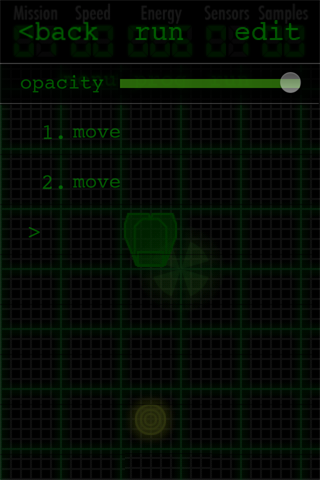 Mission Speed Energy Sensors Samples
<back run edit
opacity
1. move
2. move
>